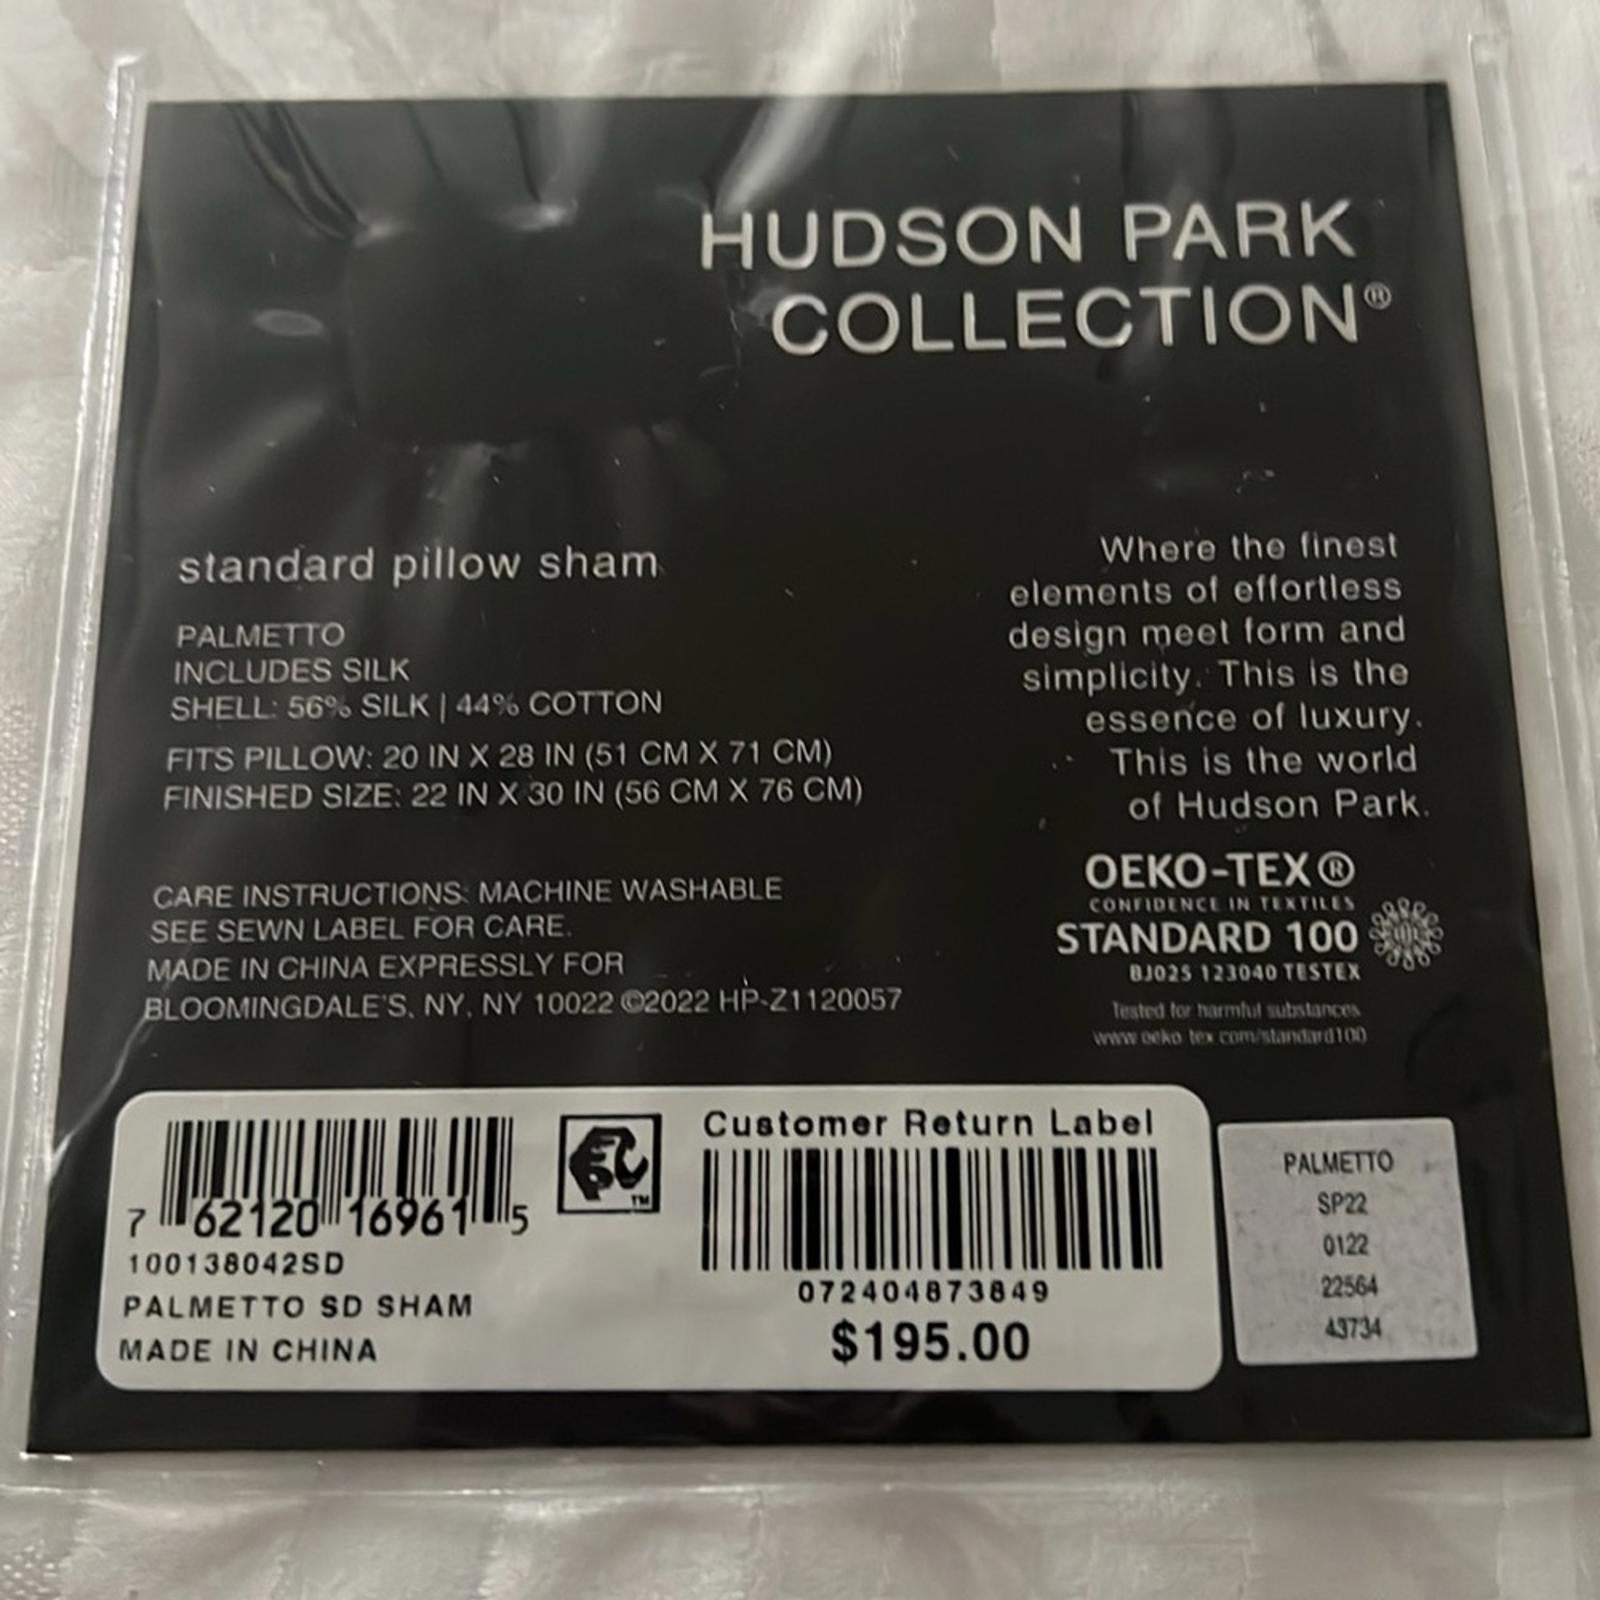 HUDSON PARK
COLLECTION®
standard pillow sham
PALMETTO
INCLUDES SILK
SHELL: 56% SILK | 44% COTTON
FITS PILLOW: 20 IN X 28 IN (51 CM X 71 CM)
FINISHED SIZE: 22 IN X 30 IN (56 CM X 76 CM)
CARE INSTRUCTIONS: MACHINE WASHABLE
SEE SEWN LABEL FOR CARE.
MADE IN CHINA EXPRESSLY FOR
BLOOMINGDALE'S, NY, NY 10022 ©2022 HP-Z1120057
Where the finest
elements of effortless
design meet form and
simplicity. This is the
essence of luxury.
This is the world
of Hudson Park.
OEKO-TEX®
CONFIDENCE IN TEXTILES
STANDARD 100
BJ025 123040 TESTEX
Tested for harmful substances
www.oeko-tex.com/standard100
7 62120 16961 5
100138042SD
PALMETTO SD SHAM
MADE IN CHINA
EPC TM
Customer Return Label
072404873849
$195.00
PALMETTO
SP22
0122
22564
43734